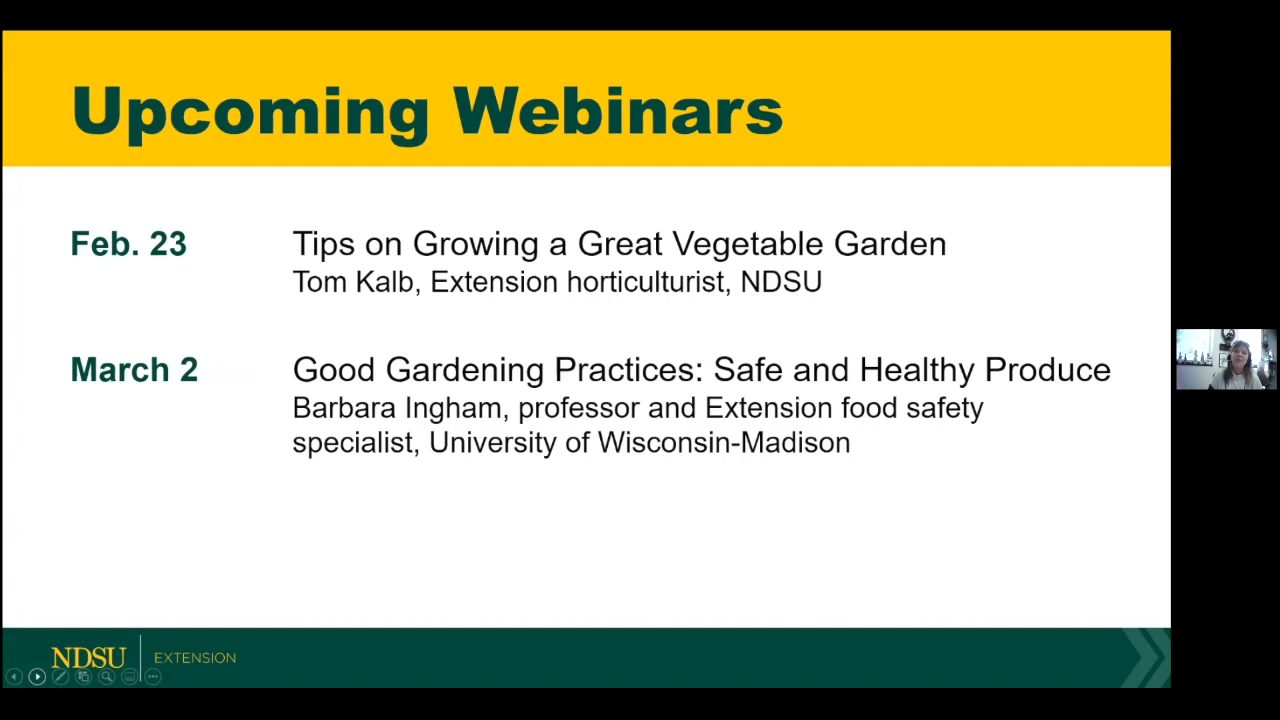 Upcoming Webinars
Feb. 23
Tips on Growing a Great Vegetable Garden
Tom Kalb, Extension horticulturist, NDSU
March 2
Good Gardening Practices: Safe and Healthy Produce
Barbara Ingham, professor and Extension food safety
specialist, University of Wisconsin-Madison
NDSU
EXTENSION